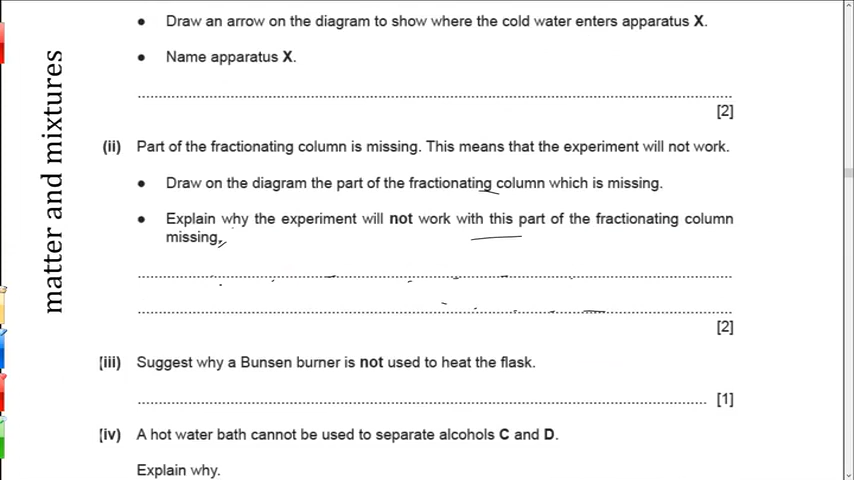 matter and mixtures
● Draw an arrow on the diagram to show where the cold water enters apparatus X.
● Name apparatus X.
[2]
(ii) Part of the fractionating column is missing. This means that the experiment will not work.
● Draw on the diagram the part of the fractionating column which is missing.
● Explain why the experiment will not work with this part of the fractionating column
missing.
[2]
(iii) Suggest why a Bunsen burner is not used to heat the flask.
[1]
(iv) A hot water bath cannot be used to separate alcohols C and D.
Explain why.